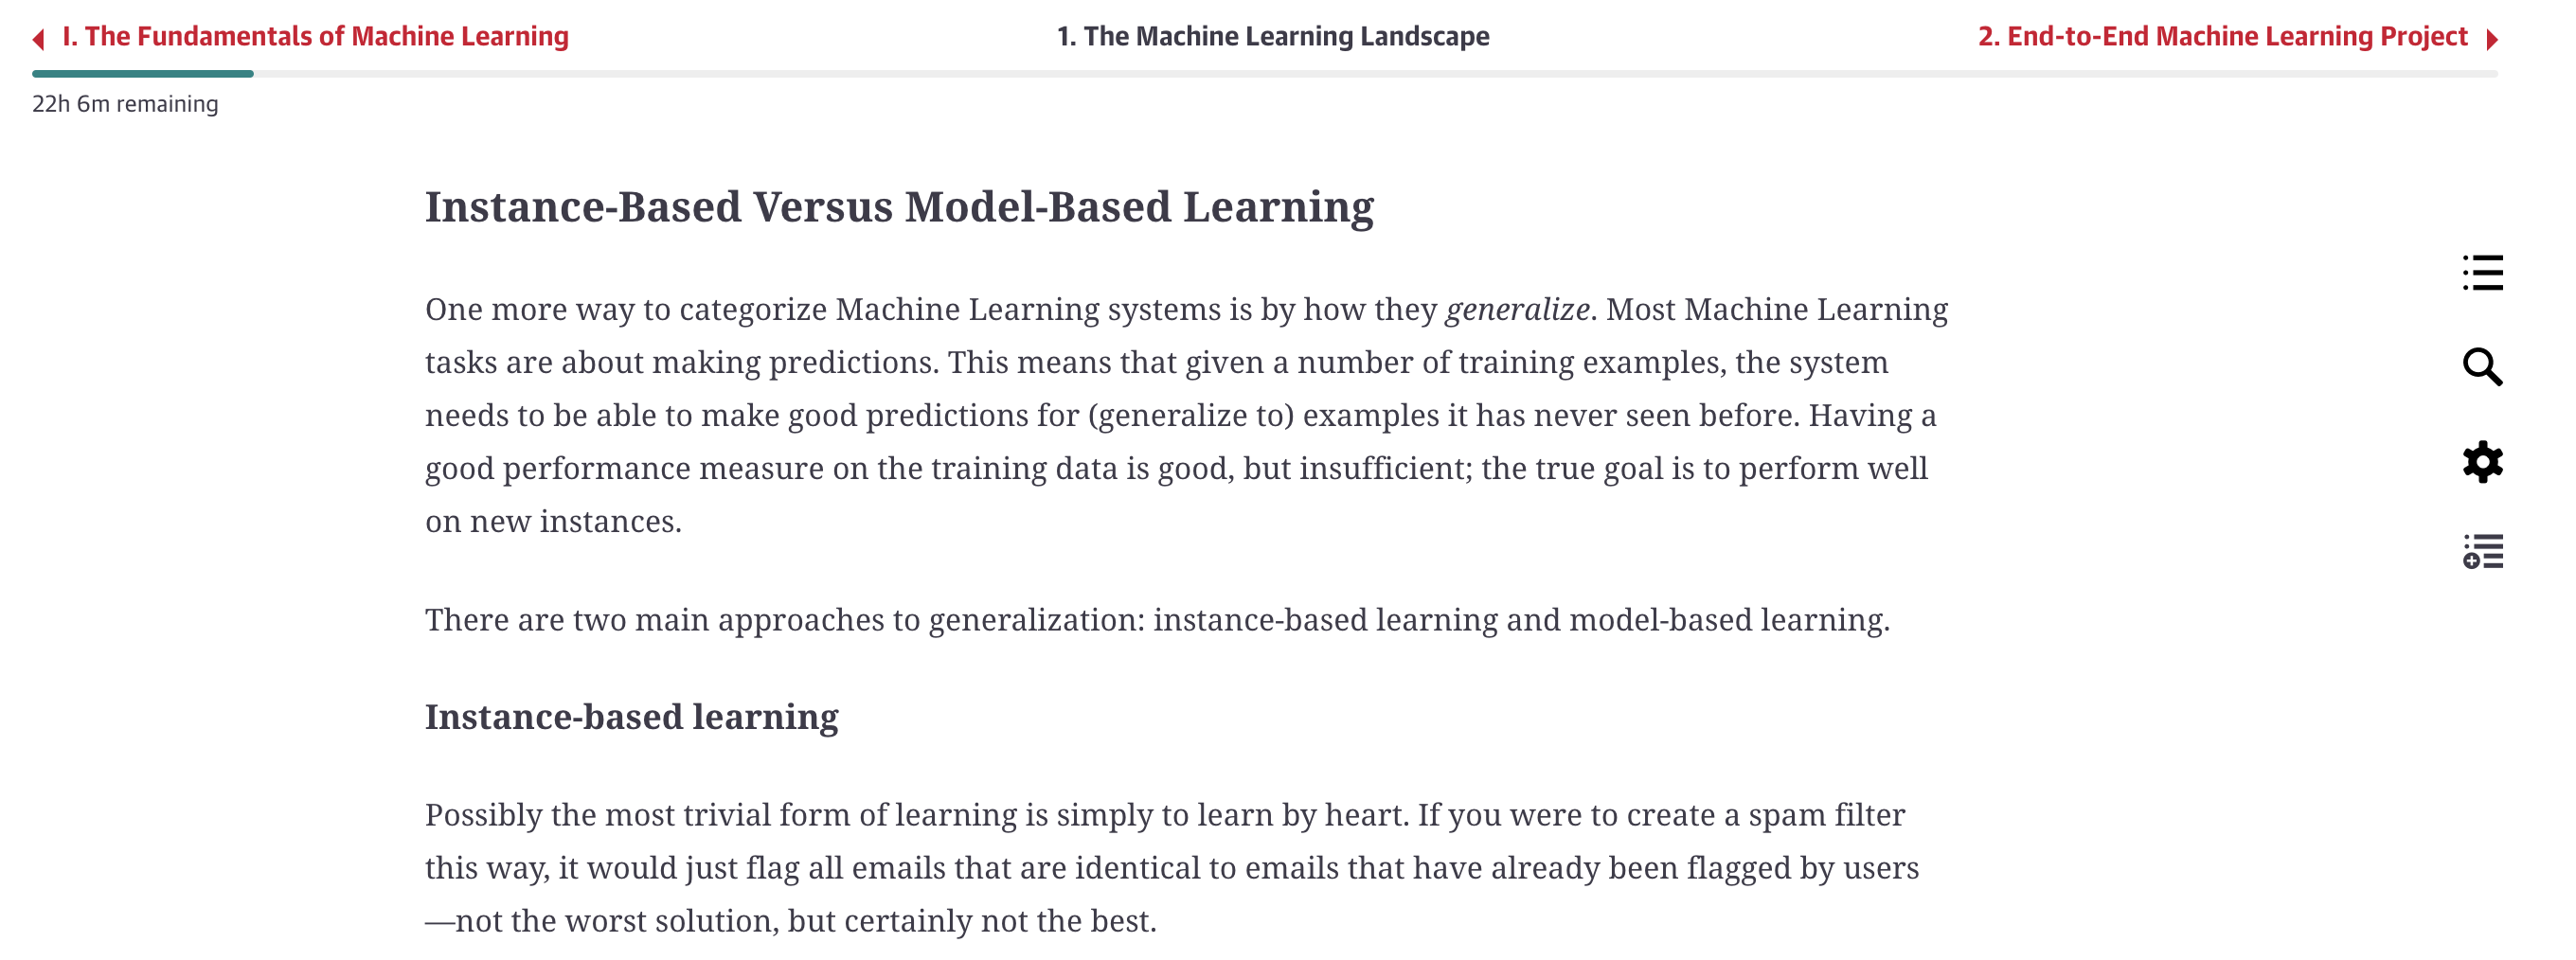 I. The Fundamentals of Machine Learning
1. The Machine Learning Landscape
2. End-to-End Machine Learning Project
22h 6m remaining
Instance-Based Versus Model-Based Learning
One more way to categorize Machine Learning systems is by how they generalize. Most Machine Learning
tasks are about making predictions. This means that given a number of training examples, the system
needs to be able to make good predictions for (generalize to) examples it has never seen before. Having a
good performance measure on the training data is good, but insufficient; the true goal is to perform well
on new instances.
There are two main approaches to generalization: instance-based learning and model-based learning.
Instance-based learning
Possibly the most trivial form of learning is simply to learn by heart. If you were to create a spam filter
this way, it would just flag all emails that are identical to emails that have already been flagged by users
—not the worst solution, but certainly not the best.